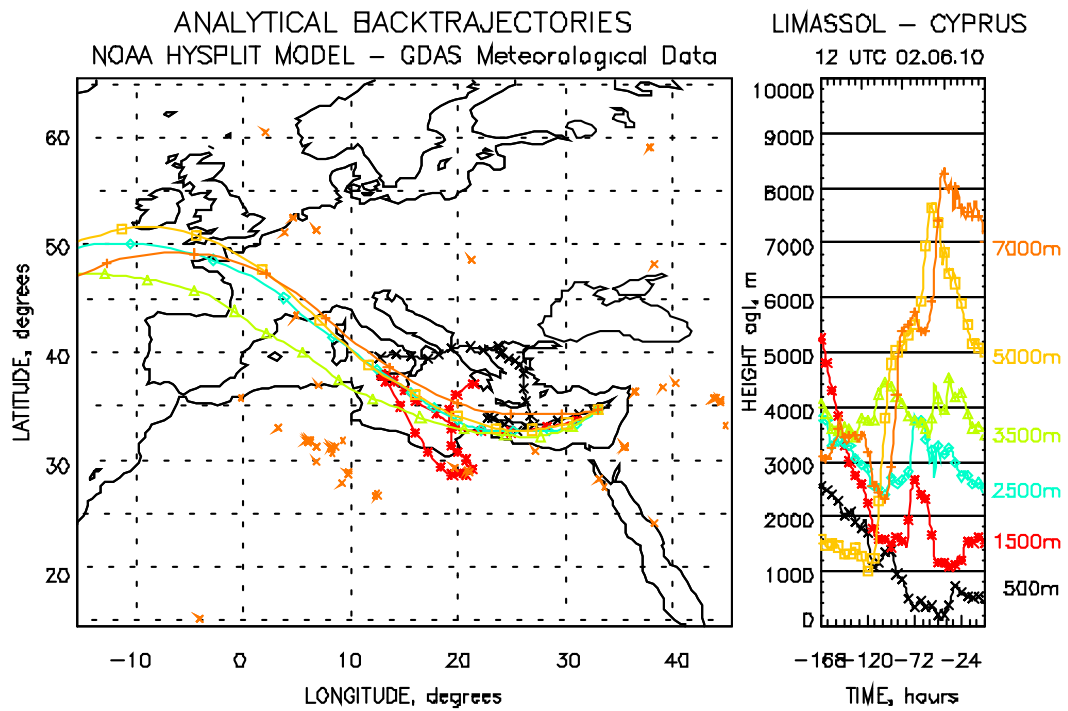 ANALYTICAL BACKTRAJECTORIES
NOAA HYSPLIT MODEL – GDAS Meteorological Data
LIMASSOL – CYPRUS
12 UTC 02.06.10
LATITUDE, degrees
60
50
40
30
20
-10
0
10
20
30
40
LONGITUDE, degrees
HEIGHT agl, m
10000
9000
8000
7000
6000
5000
4000
3000
2000
1000
0
7000m
5000m
3500m
2500m
1500m
500m
-168 -120 -72 -24
TIME, hours